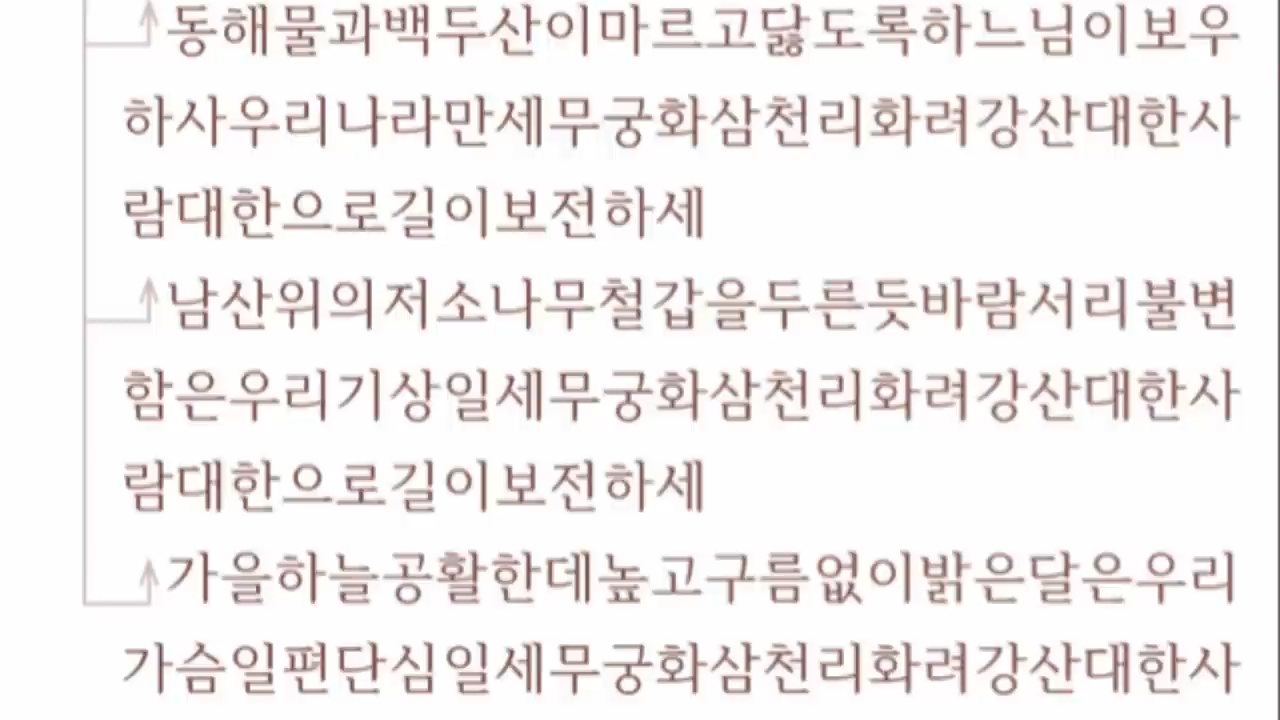 동해물과백두산이마르고닳도록하느님이보우
하사우리나라만세무궁화삼천리화려강산대한사
람대한으로길이보전하세
남산위의저소나무철갑을두른듯바람서리불변
함은우리기상일세무궁화삼천리화려강산대한사
람대한으로길이보전하세
가을하늘공활한데높고구름없이밝은달은우리
가슴일편단심일세무궁화삼천리화려강산대한사